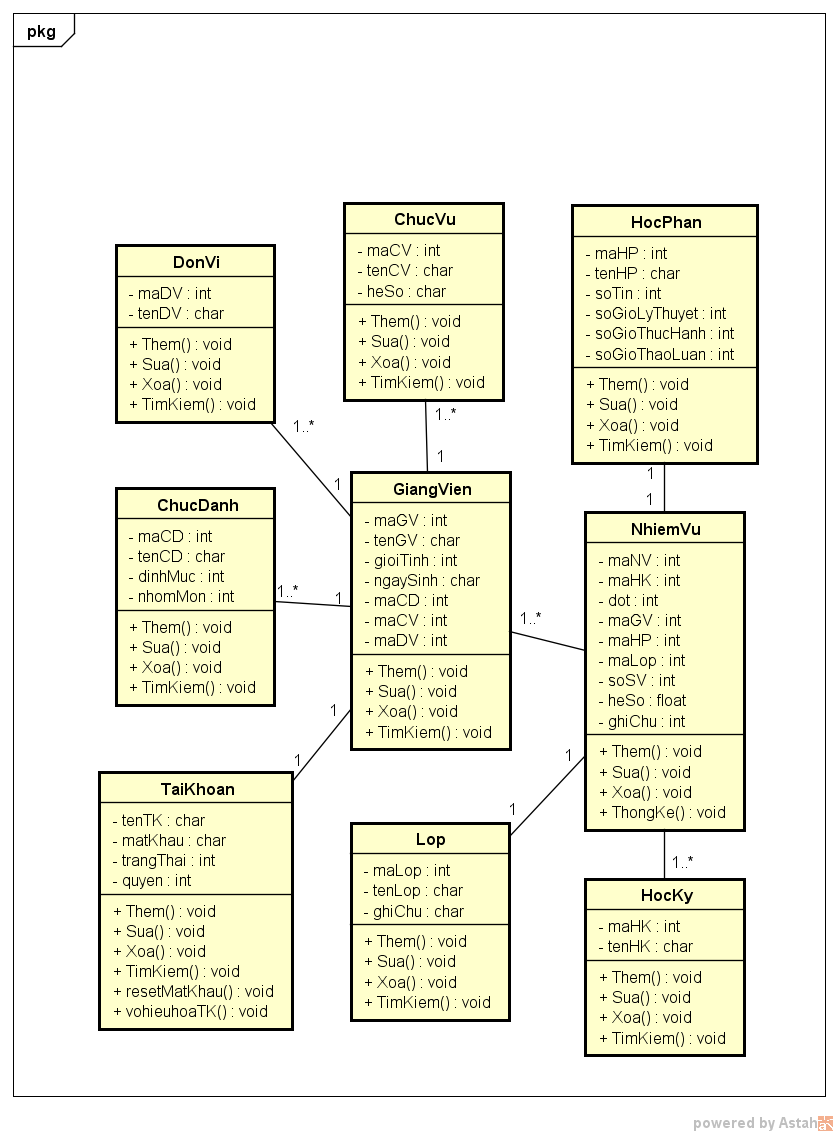 pkg
ChucVu
- maCV : int
- tenCV : char
- heSo : char
+ Them() : void
+ Sua() : void
+ Xoa() : void
+ TimKiem() : void
HocPhan
- maHP : int
- tenHP : char
- soTin : int
- soGioLyThuyet : int
- soGioThucHanh : int
- soGioThaoLuan : int
+ Them() : void
+ Sua() : void
+ Xoa() : void
+ TimKiem() : void
DonVi
- maDV : int
- tenDV : char
+ Them() : void
+ Sua() : void
+ Xoa() : void
+ TimKiem() : void
1..*
1
1..*
1
1
1
ChucDanh
- maCD : int
- tenCD : char
- dinhMuc : int
- nhomMon : int
+ Them() : void
+ Sua() : void
+ Xoa() : void
+ TimKiem() : void
1..*
1
GiangVien
- maGV : int
- tenGV : char
- gioiTinh : int
- ngaySinh : char
- maCD : int
- maCV : int
- maDV : int
+ Them() : void
+ Sua() : void
+ Xoa() : void
+ TimKiem() : void
1..*
NhiemVu
- maNV : int
- maHK : int
- dot : int
- maGV : int
- maHP : int
- maLop : int
- soSV : int
- heSo : float
- ghiChu : int
+ Them() : void
+ Sua() : void
+ Xoa() : void
+ ThongKe() : void
1
1
1
1
1..*
TaiKhoan
- tenTK : char
- matKhau : char
- trangThai : int
- quyen : int
+ Them() : void
+ Sua() : void
+ Xoa() : void
+ TimKiem() : void
+ resetMatKhau() : void
+ vohieuhoaTK() : void
Lop
- maLop : int
- tenLop : char
- ghiChu : char
+ Them() : void
+ Sua() : void
+ Xoa() : void
+ TimKiem() : void
HocKy
- maHK : int
- tenHK : char
+ Them() : void
+ Sua() : void
+ Xoa() : void
+ TimKiem() : void
powered by Astah